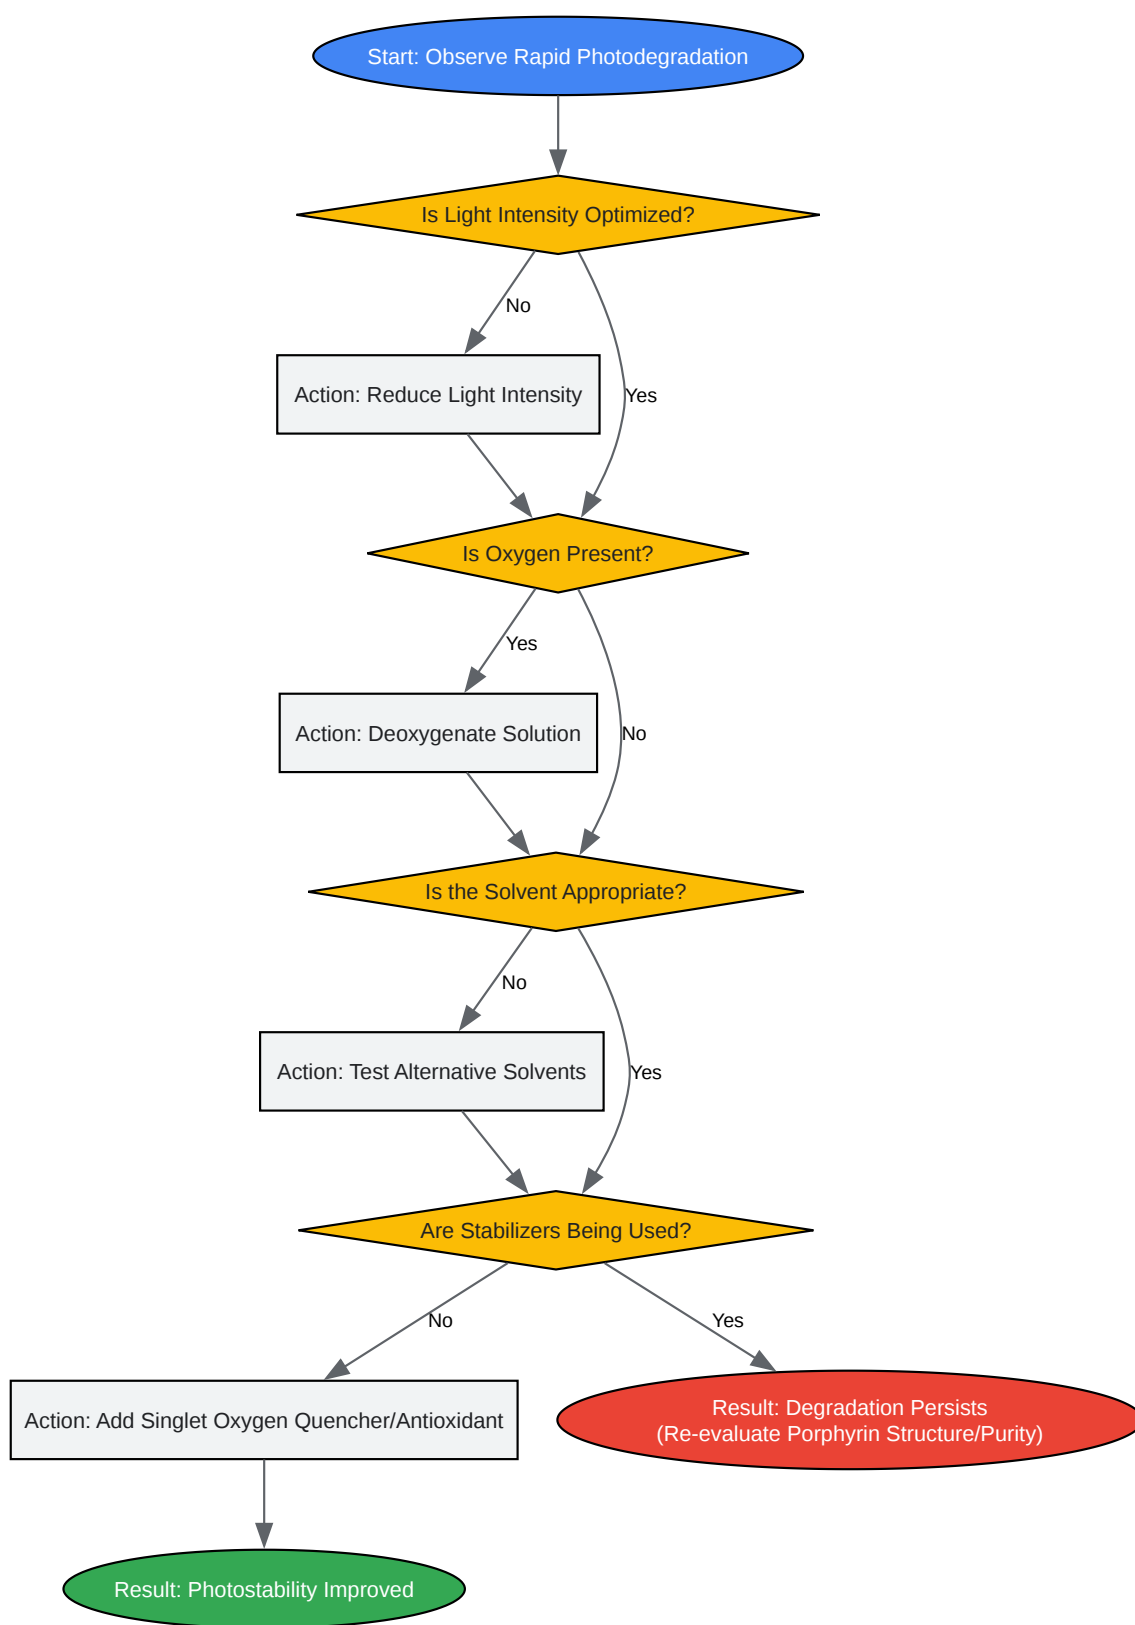 Start: Observe Rapid Photodegradation
Is Light Intensity Optimized?
No
Action: Reduce Light Intensity
Yes
Is Oxygen Present?
Yes
Action: Deoxygenate Solution
No
Is the Solvent Appropriate?
No
Action: Test Alternative Solvents
Yes
Are Stabilizers Being Used?
No
Yes
Action: Add Singlet Oxygen Quencher/Antioxidant
Result: Degradation Persists
(Re-evaluate Porphyrin Structure/Purity)
Result: Photostability Improved